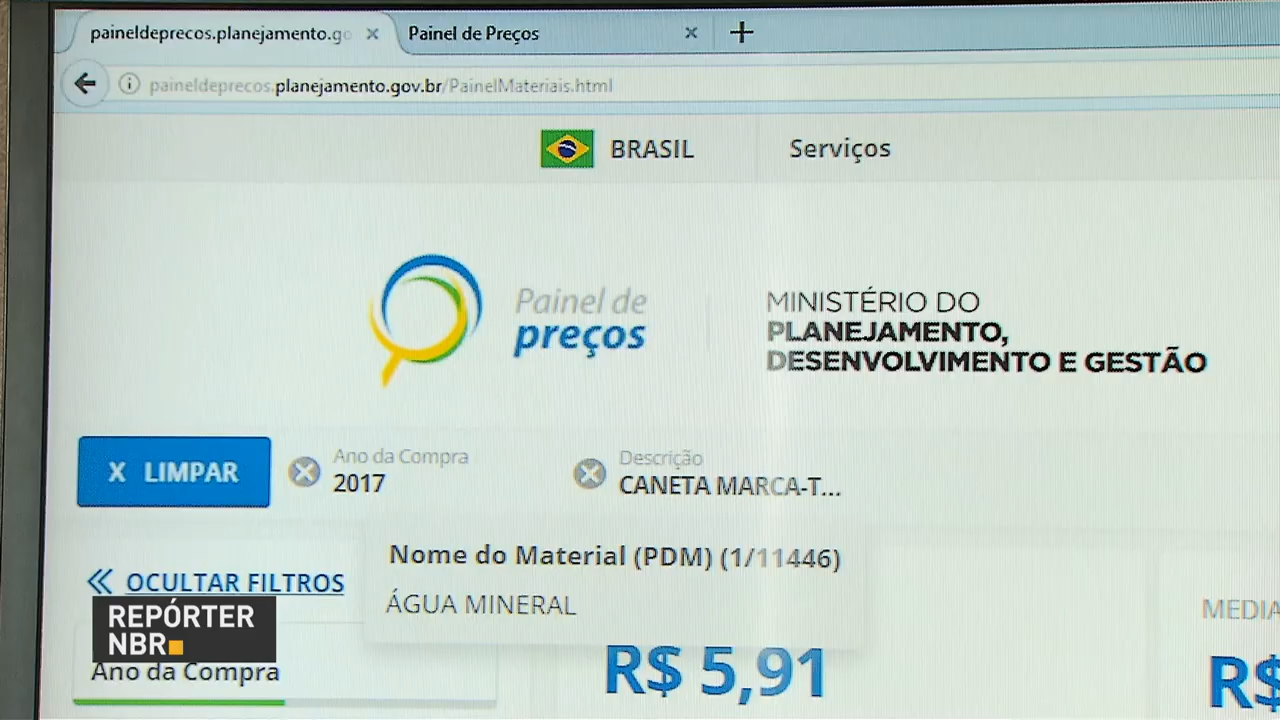 paineldeprecos.planejamento.go
Painel de Preços
paineldeprecos.planejamento.gov.br/PainelMateriais.html
BRASIL
Serviços
Painel de
preços
MINISTÉRIO DO
PLANEJAMENTO,
DESENVOLVIMENTO E GESTÃO
X LIMPAR
Ano da Compra
2017
Descrição
CANETA MARCA-T...
Nome do Material (PDM) (1/11446)
ÁGUA MINERAL
OCULTAR FILTROS
REPÓRTER
NBR
Ano da Compra
R$ 5,91
MEDIA
R$